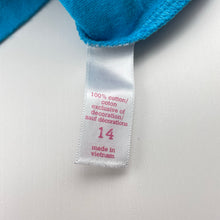 100% cotton/
coton
exclusive of
decoration/
sauf décorations
14
made in
vietnam